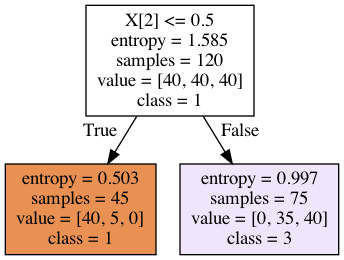 X[2] <= 0.5
entropy = 1.585
samples = 120
value = [40, 40, 40]
class = 1
True
False
entropy = 0.503
samples = 45
value = [40, 5, 0]
class = 1
entropy = 0.997
samples = 75
value = [0, 35, 40]
class = 3